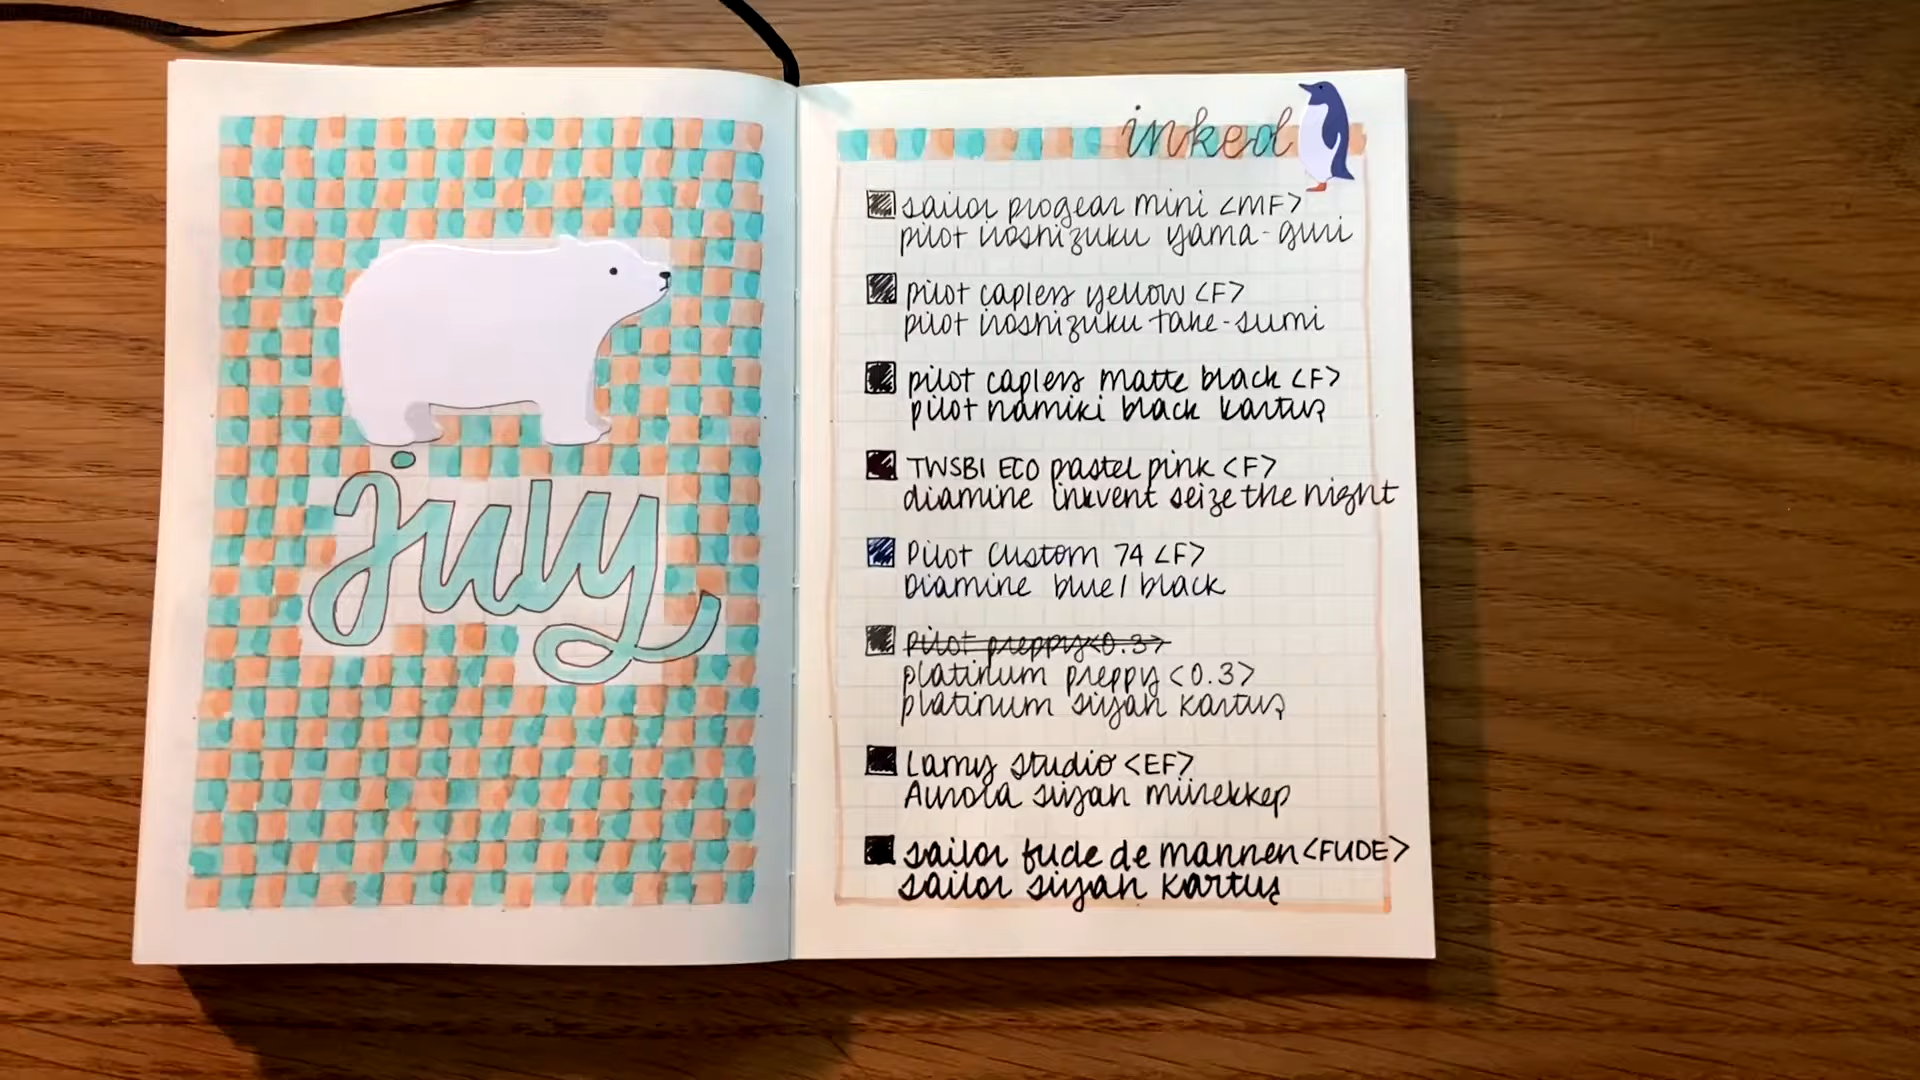 July
inked
sailor progear mini <MF>
pilot iroshizuku yama-guri
pilot capless yellow <F>
pilot iroshizuku take-sumi
pilot capless matte black <F>
pilot namiki black kartuş
TWSBI ECO pastel pink <F>
diamine inkvent seize the night
Pilot Custom 74 <F>
Diamine blue/black
Pilot preppy<0.3>
platinum preppy <0.3>
platinum siyah kartuş
Lamy studio <EF>
Aurora siyah mürekkep
sailor fude de mannen <FUDE>
sailor siyah kartuş